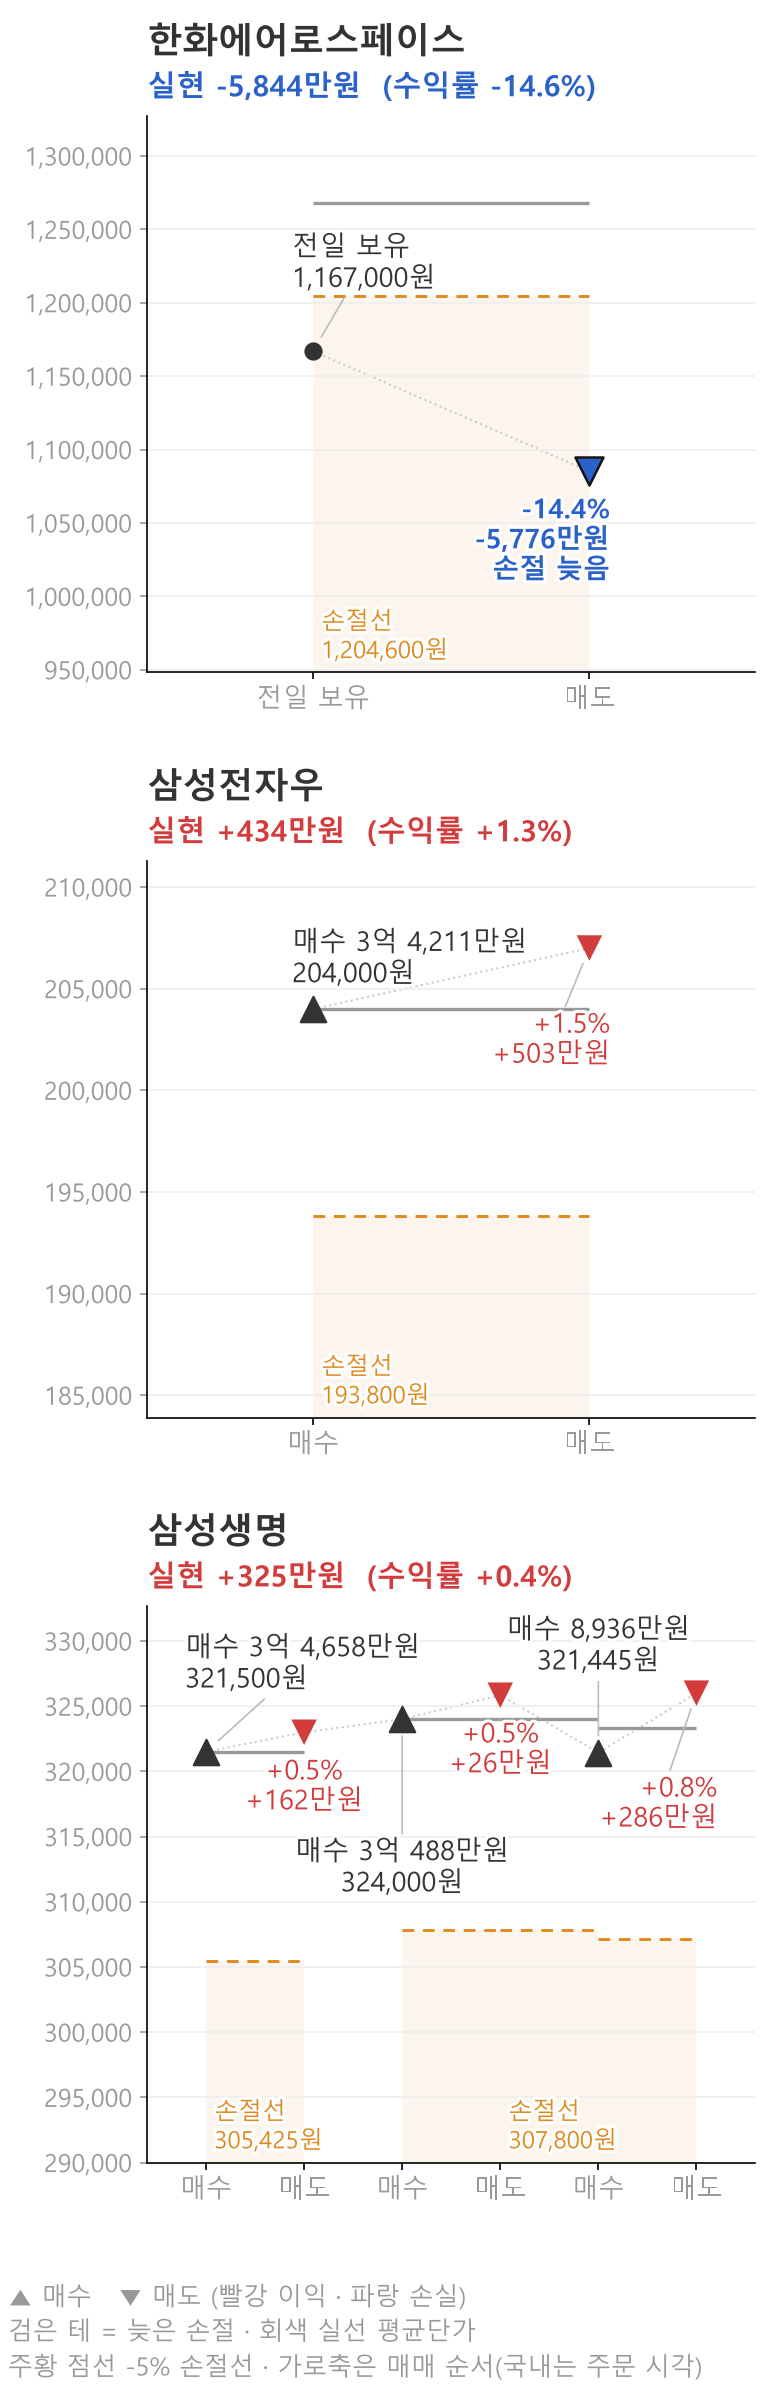 한화에어로스페이스
실현 -5,844만원 (수익률 -14.6%)
1,300,000
1,250,000
전일 보유
1,167,000원
1,200,000
1,150,000
1,100,000
-14.4%
1,050,000
-5,776만원
손절 늦음
1,000,000
손절선
1,204,600원
950,000
전일 보유 매도
삼성전자우
실현 +434만원 (수익률 +1.3%)
210,000
매수 3억 4,211만원
204,000원
205,000
+1.5%
+503만원
200,000
195,000
190,000
손절선
193,800원
185,000
매수 매도
삼성생명
실현 +325만원 (수익률 +0.4%)
매수 8,936만원
321,445원
330,000
매수 3억 4,658만원
321,500원
325,000
+0.5%
+26만원
320,000
+0.5%
+162만원
+0.8%
+286만원
315,000
매수 3억 488만원
324,000원
310,000
305,000
300,000
295,000
손절선
305,425원
손절선
307,800원
290,000
매수 매도 매수 매도 매수 매도
▲ 매수 ▼ 매도 (빨강 이익 · 파랑 손실)
검은 테 = 늦은 손절 · 회색 실선 평균단가
주황 점선 -5% 손절선 · 가로축은 매매 순서(국내는 주문 시각)